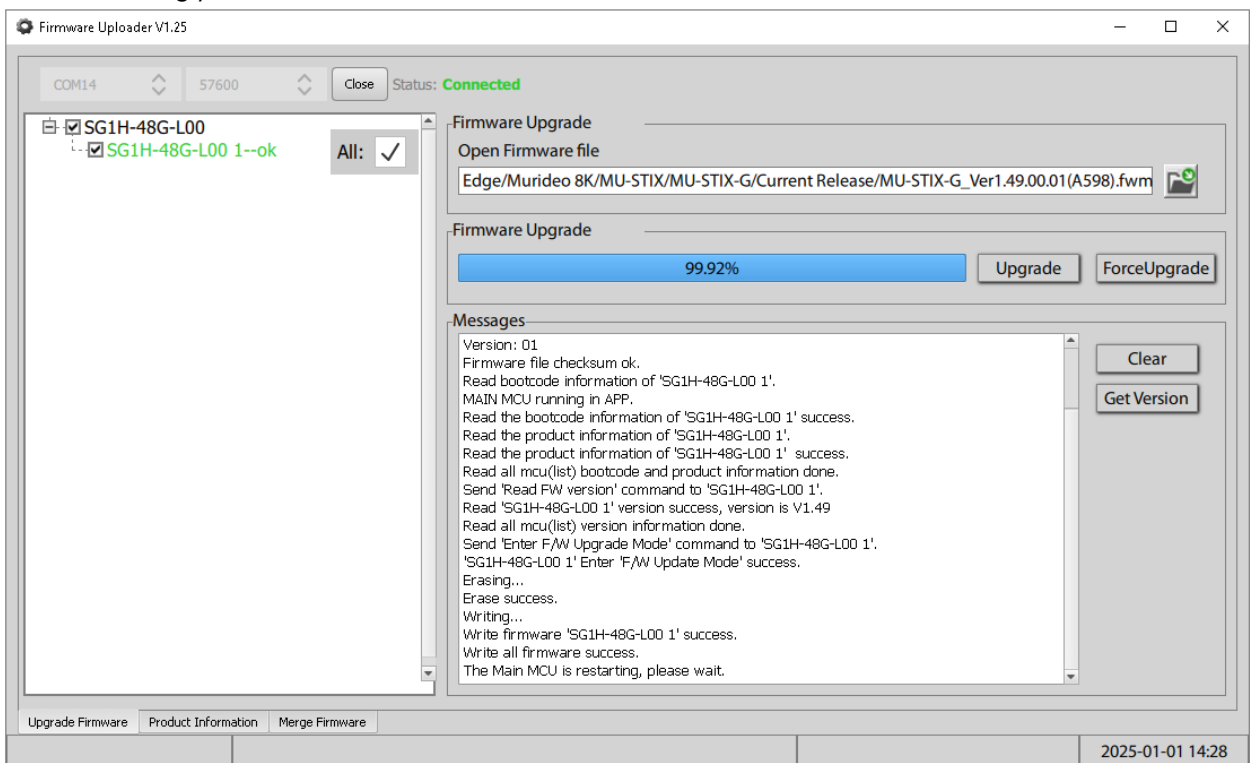 Firmware Uploader V1.25
COM14 57600 Close Status: Connected
SG1H-48G-L00
SG1H-48G-L00 1--ok
All:
Firmware Upgrade
Open Firmware file
Edge/Murideo 8K/MU-STIX/MU-STIX-G/Current Release/MU-STIX-G_Ver1.49.00.01(A598).fwm
Firmware Upgrade
99.92% Upgrade ForceUpgrade
Messages
Version: 01
Firmware file checksum ok.
Read bootcode information of 'SG1H-48G-L00 1'.
MAIN MCU running in APP.
Read the bootcode information of 'SG1H-48G-L00 1' success.
Read the product information of 'SG1H-48G-L00 1'.
Read the product information of 'SG1H-48G-L00 1'  success.
Read all mcu(list) bootcode and product information done.
Send 'Read FW version' command to 'SG1H-48G-L00 1'.
Read 'SG1H-48G-L00 1' version success, version is V1.49
Read all mcu(list) version information done.
Send 'Enter F/W Upgrade Mode' command to 'SG1H-48G-L00 1'.
'SG1H-48G-L00 1' Enter 'F/W Update Mode' success.
Erasing...
Erase success.
Writing...
Write firmware 'SG1H-48G-L00 1' success.
Write all firmware success.
The Main MCU is restarting, please wait.
Clear
Get Version
Upgrade Firmware Product Information Merge Firmware
2025-01-01 14:28